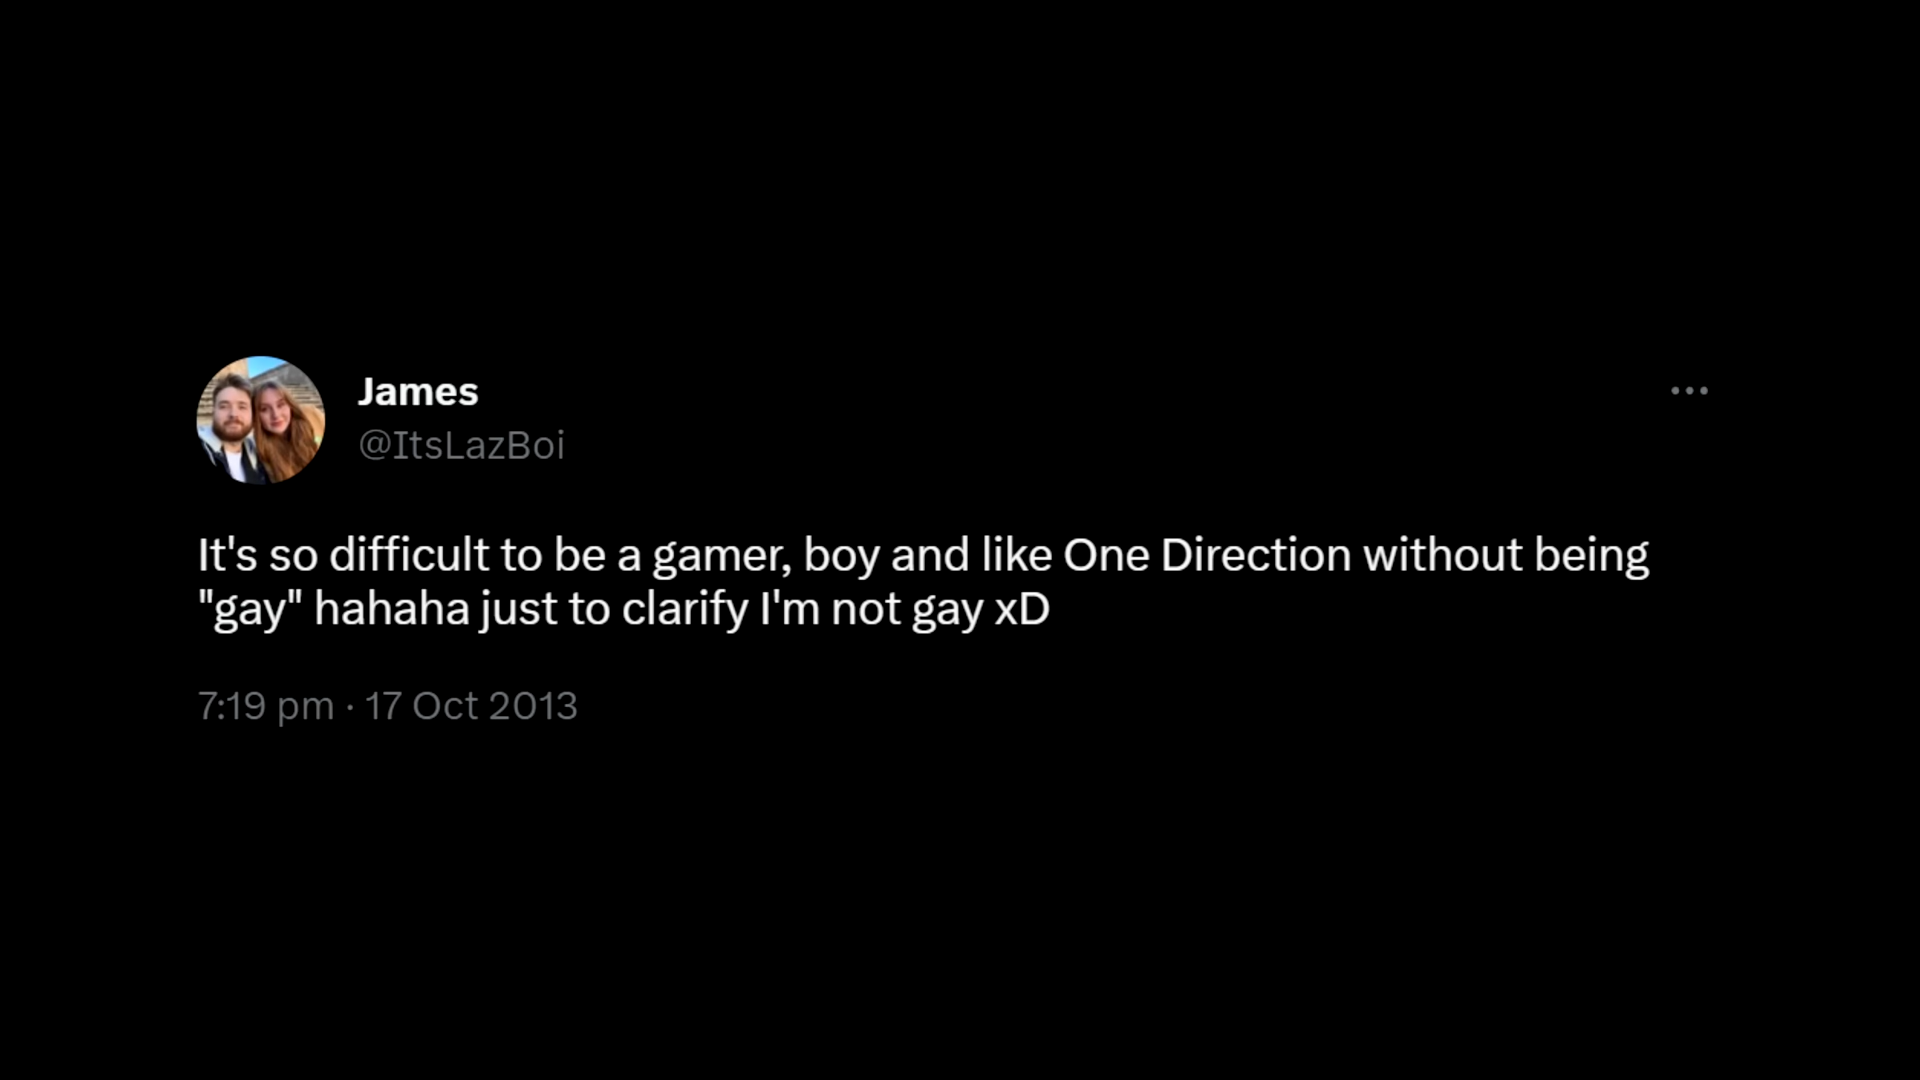 James
@ItsLazBoi
It's so difficult to be a gamer, boy and like One Direction without being
"gay" hahaha just to clarify I'm not gay xD
7:19 pm · 17 Oct 2013